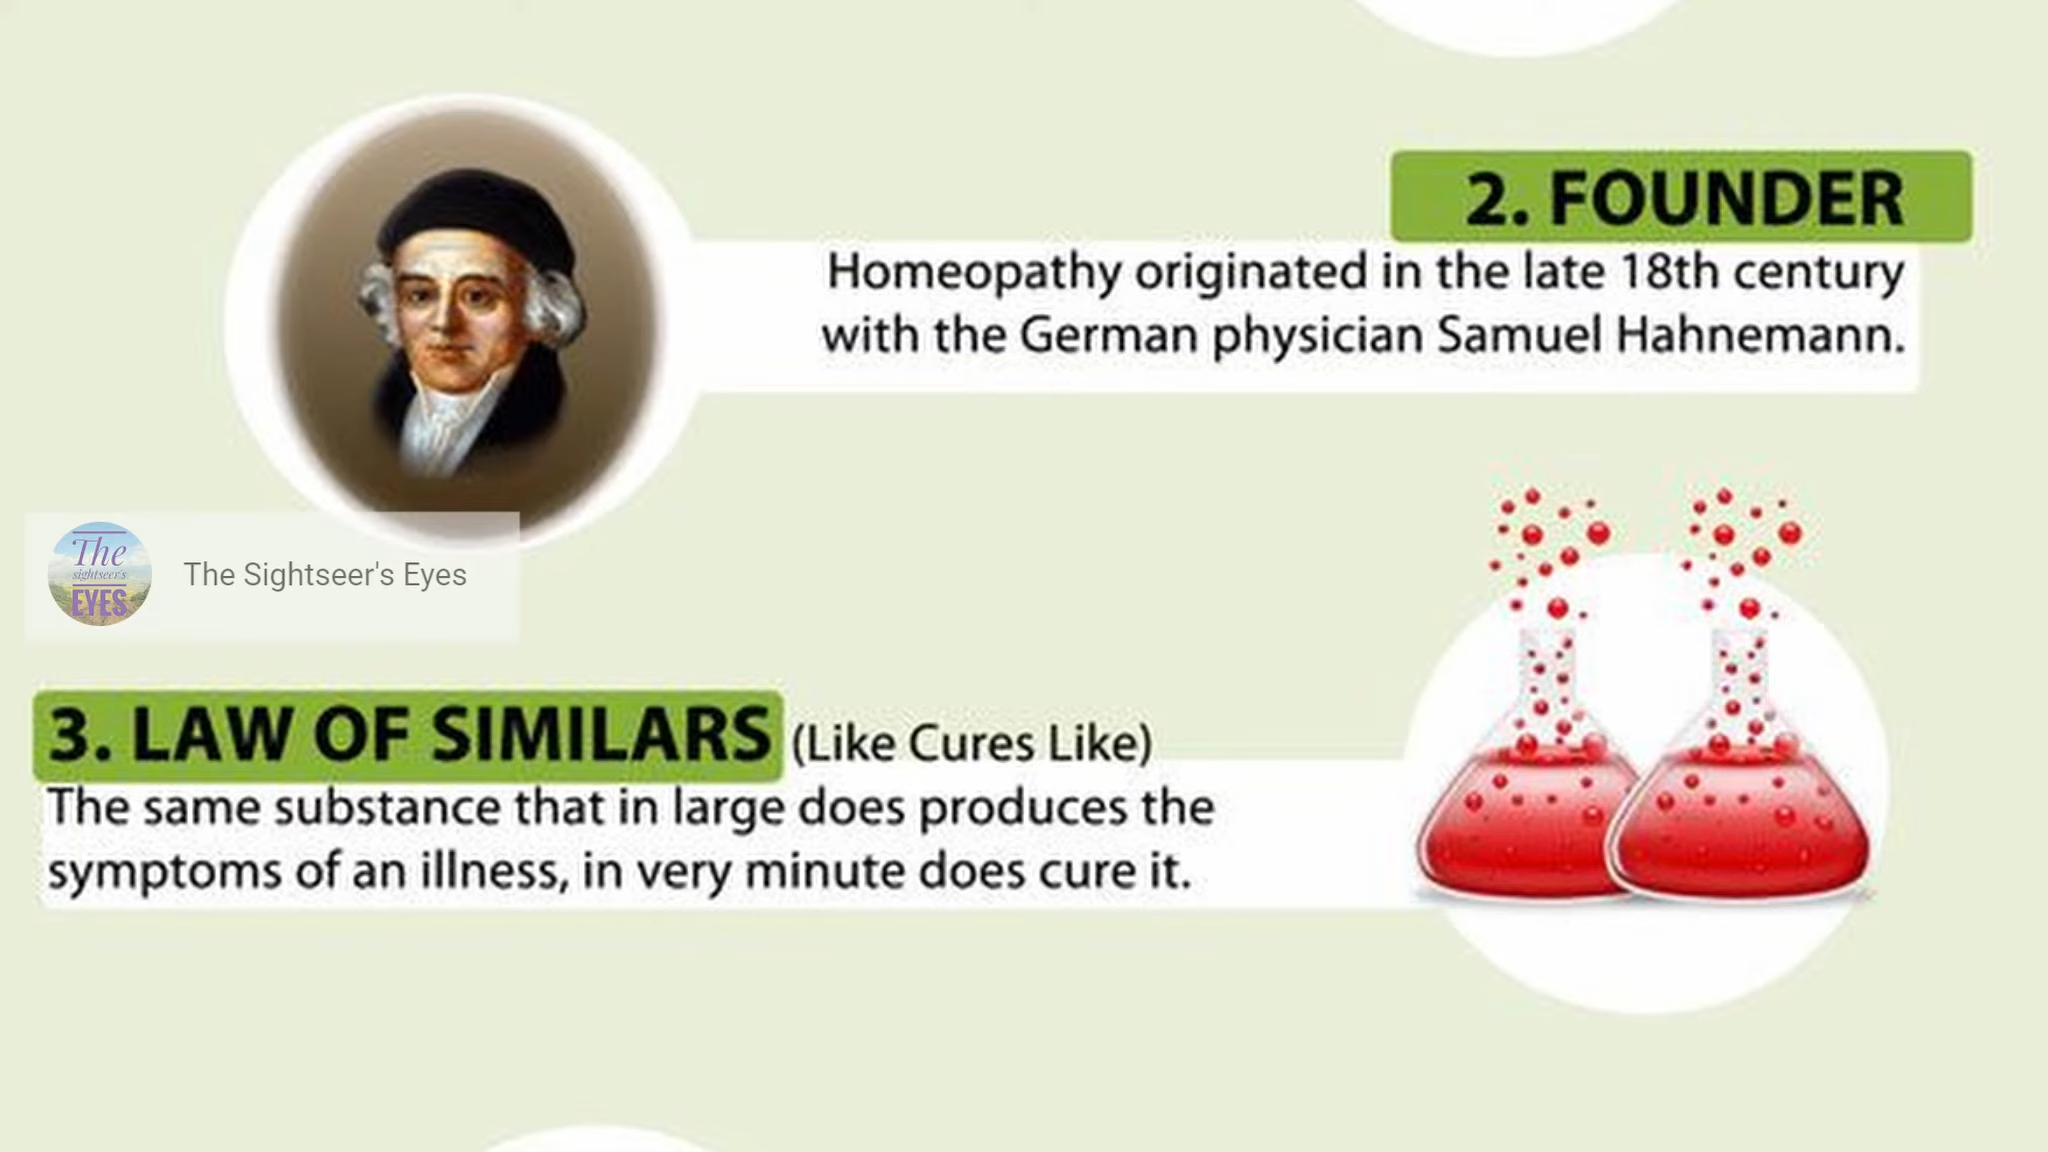 2. FOUNDER
Homeopathy originated in the late 18th century
with the German physician Samuel Hahnemann.
The
sightseer's
EYES
The Sightseer's Eyes
3. LAW OF SIMILARS (Like Cures Like)
The same substance that in large does produces the
symptoms of an illness, in very minute does cure it.